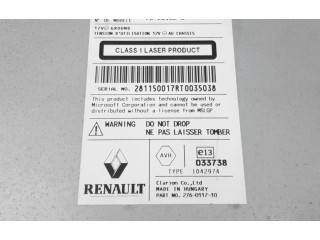 N° DE MODELE
TENSION D'UTILISATION 12V AU CHASSIS
CLASS 1 LASER PRODUCT
SERIAL NO. 281150017RT0035038
This product includes technology owned by
Microsoft Corporation and cannot be used or
distributed without a license from MSLGP.
WARNING DO NOT DROP
NE PAS LAISSER TOMBER
AVH
e13
033738
TYPE 1042974
RENAULT
Clarion Co.,Ltd
MADE IN HUNGARY
PART NO. 276-0117-10